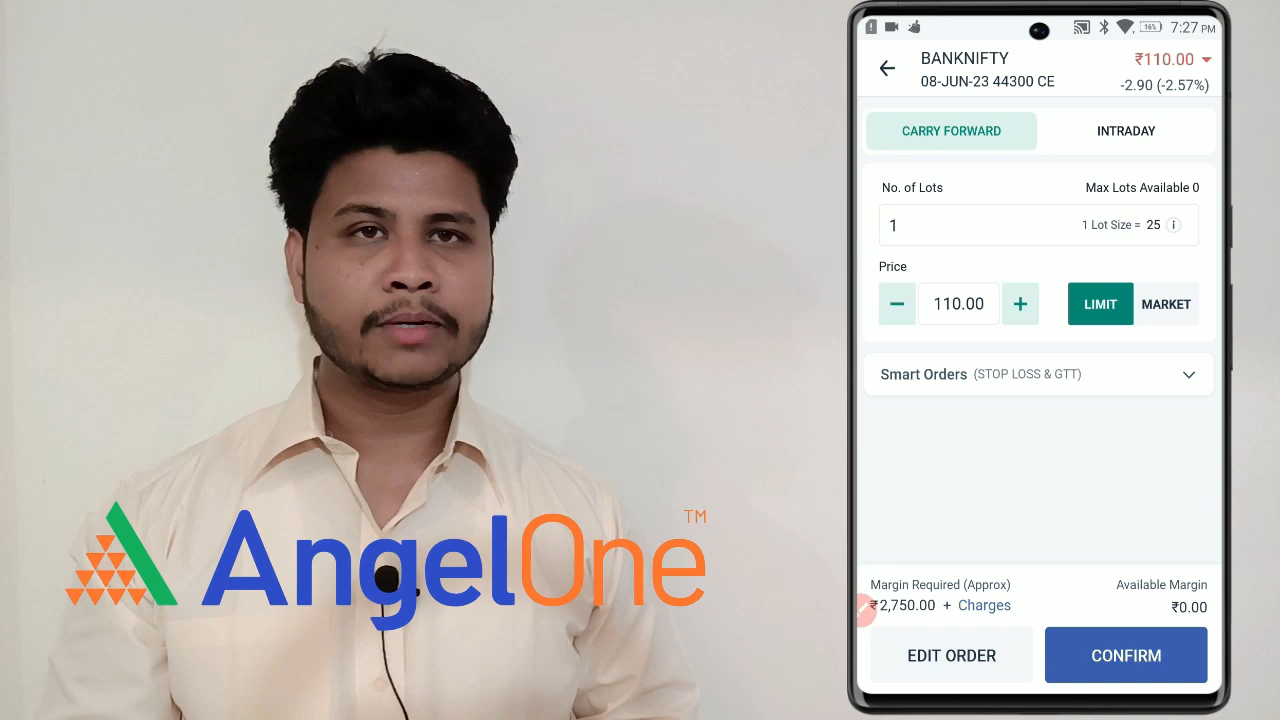 AngelOne™
16% 7:27 PM
BANKNIFTY ₹110.00
08-JUN-23 44300 CE -2.90 (-2.57%)
CARRY FORWARD INTRADAY
No. of Lots Max Lots Available 0
1 1 Lot Size = 25 i
Price
− 110.00 + LIMIT MARKET
Smart Orders (STOP LOSS & GTT)
Margin Required (Approx) Available Margin
₹2,750.00 + Charges ₹0.00
EDIT ORDER CONFIRM